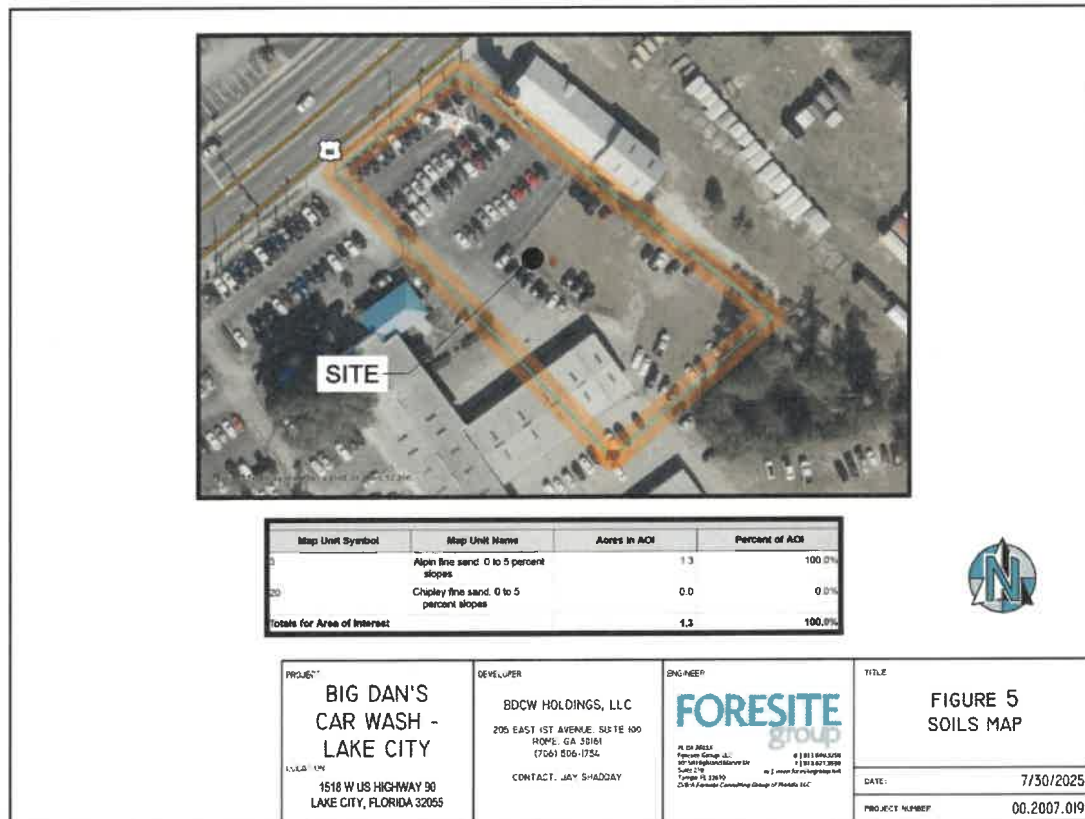 SITE
Map Unit Symbol Map Unit Name Acres in AOI Percent of AOI
Alpin fine sand, 0 to 5 percent slopes 1.3 100.0%
20 Chipley fine sand, 0 to 5 percent slopes 0.0 0.0%
Totals for Area of Interest 1.3 100.0%
N
PROJECT
BIG DAN'S
CAR WASH -
LAKE CITY
LOCATION
1518 W US HIGHWAY 90
LAKE CITY, FLORIDA 32055
DEVELOPER
BDCW HOLDINGS, LLC
205 EAST 1ST AVENUE, SUITE 100
ROME, GA 30161
(706) 506-1754
CONTACT: JAY SHADDAY
ENGINEER
FORESITE
group
TITLE
FIGURE 5
SOILS MAP
DATE: 7/30/2025
PROJECT NUMBER 00.2007.019